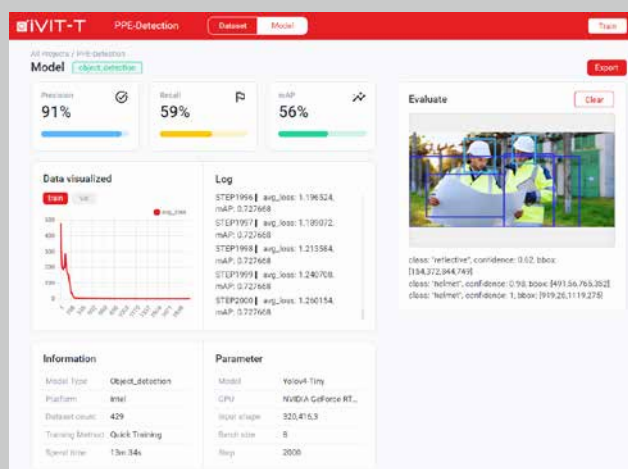 iVIT-T PPE-Detection Dataset Model Train
All Projects / PPE-Detection
Model object_detection Export
Precision
91%
Recall
59%
mAP
56%
Evaluate Clear
Data visualized
train val
avg_loss
Log
STEP1996 | avg_loss: 1.196524,
mAP: 0.727668
STEP1997 | avg_loss: 1.189072,
mAP: 0.727668
STEP1998 | avg_loss: 1.213584,
mAP: 0.727668
STEP1999 | avg_loss: 1.240708,
mAP: 0.727668
STEP2000 | avg_loss: 1.260154,
mAP: 0.727668
class: "reflective", confidence: 0.62, bbox:
[154,372,844,749]
class: "helmet", confidence: 0.98, bbox: [491,56,765,352]
class: "helmet", confidence: 1, bbox: [919,26,1119,275]
Information
Model Type Object_detection
Platform Intel
Dataset count 429
Training Method Quick Training
Spend time 13m 34s
Parameter
Model Yolov4-Tiny
GPU NVIDIA GeForce RT...
Input shape 320,416,3
Batch size
Step 2000